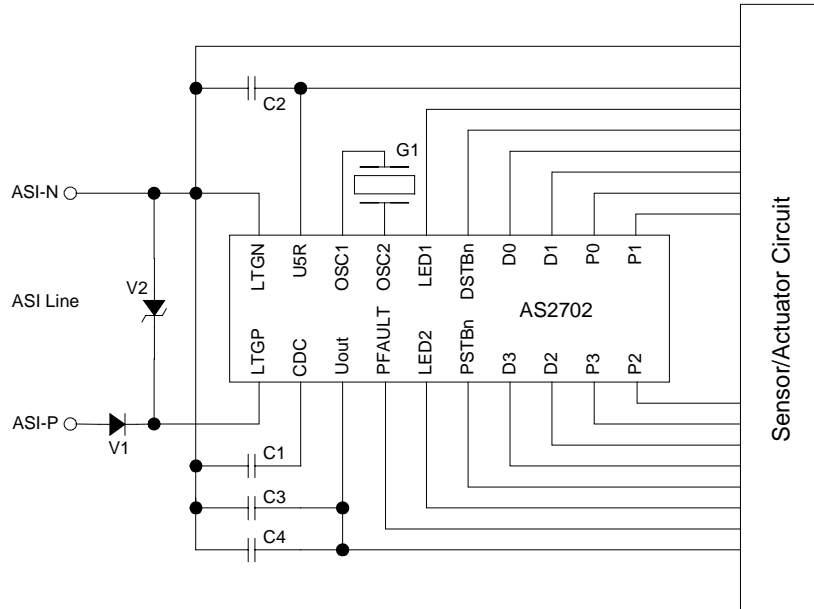 C2
G1
ASI-N
LTGN
U5R
OSC1
OSC2
LED1
DSTBn
D0
D1
P0
P1
V2
ASI Line
AS2702
LTGP
CDC
Uout
PFAULT
LED2
PSTBn
D3
D2
P3
P2
Sensor/Actuator Circuit
ASI-P
V1
C1
C3
C4